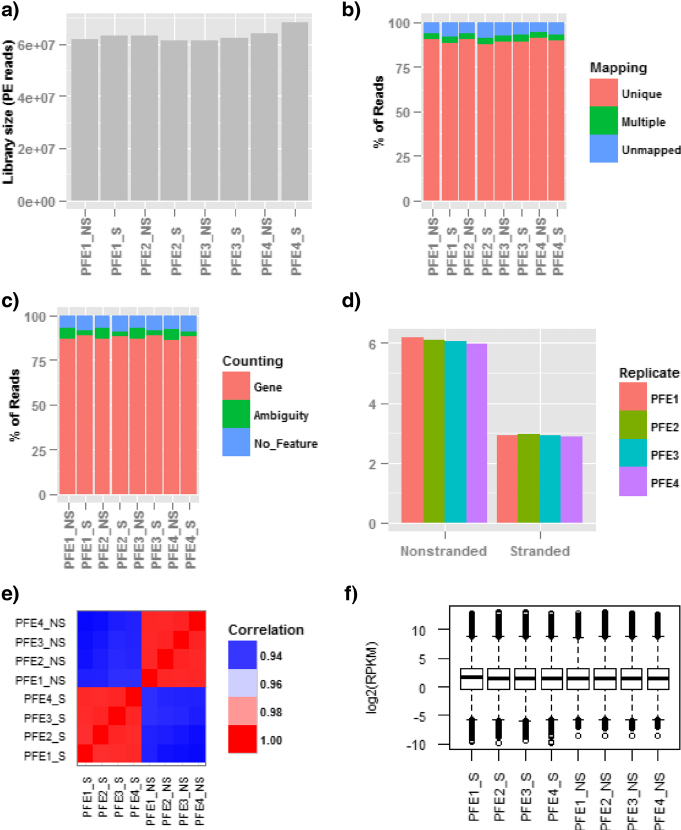 a)
Library size (PE reads)
6e+07
4e+07
2e+07
0e+00
PFE1_NS
PFE1_S
PFE2_NS
PFE2_S
PFE3_NS
PFE3_S
PFE4_NS
PFE4_S
b)
% of Reads
100
75
50
25
0
PFE1_NS
PFE1_S
PFE2_NS
PFE2_S
PFE3_NS
PFE3_S
PFE4_NS
PFE4_S
Mapping
Unique
Multiple
Unmapped
c)
% of Reads
100
75
50
25
0
PFE1_NS
PFE1_S
PFE2_NS
PFE2_S
PFE3_NS
PFE3_S
PFE4_NS
PFE4_S
Counting
Gene
Ambiguity
No_Feature
d)
6
4
2
0
Nonstranded
Stranded
Replicate
PFE1
PFE2
PFE3
PFE4
e)
PFE4_NS
PFE3_NS
PFE2_NS
PFE1_NS
PFE4_S
PFE3_S
PFE2_S
PFE1_S
PFE1_S
PFE2_S
PFE3_S
PFE4_S
PFE1_NS
PFE2_NS
PFE3_NS
PFE4_NS
Correlation
0.94
0.96
0.98
1.00
f)
log2(RPKM)
10
5
0
-5
-10
PFE1_S
PFE2_S
PFE3_S
PFE4_S
PFE1_NS
PFE2_NS
PFE3_NS
PFE4_NS